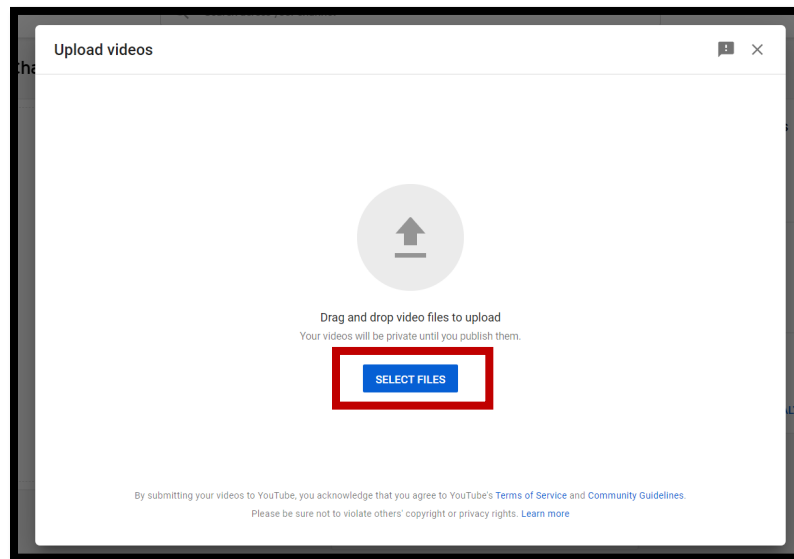 Upload videos
Drag and drop video files to upload
Your videos will be private until you publish them.
SELECT FILES
By submitting your videos to YouTube, you acknowledge that you agree to YouTube's Terms of Service and Community Guidelines.
Please be sure not to violate others' copyright or privacy rights. Learn more